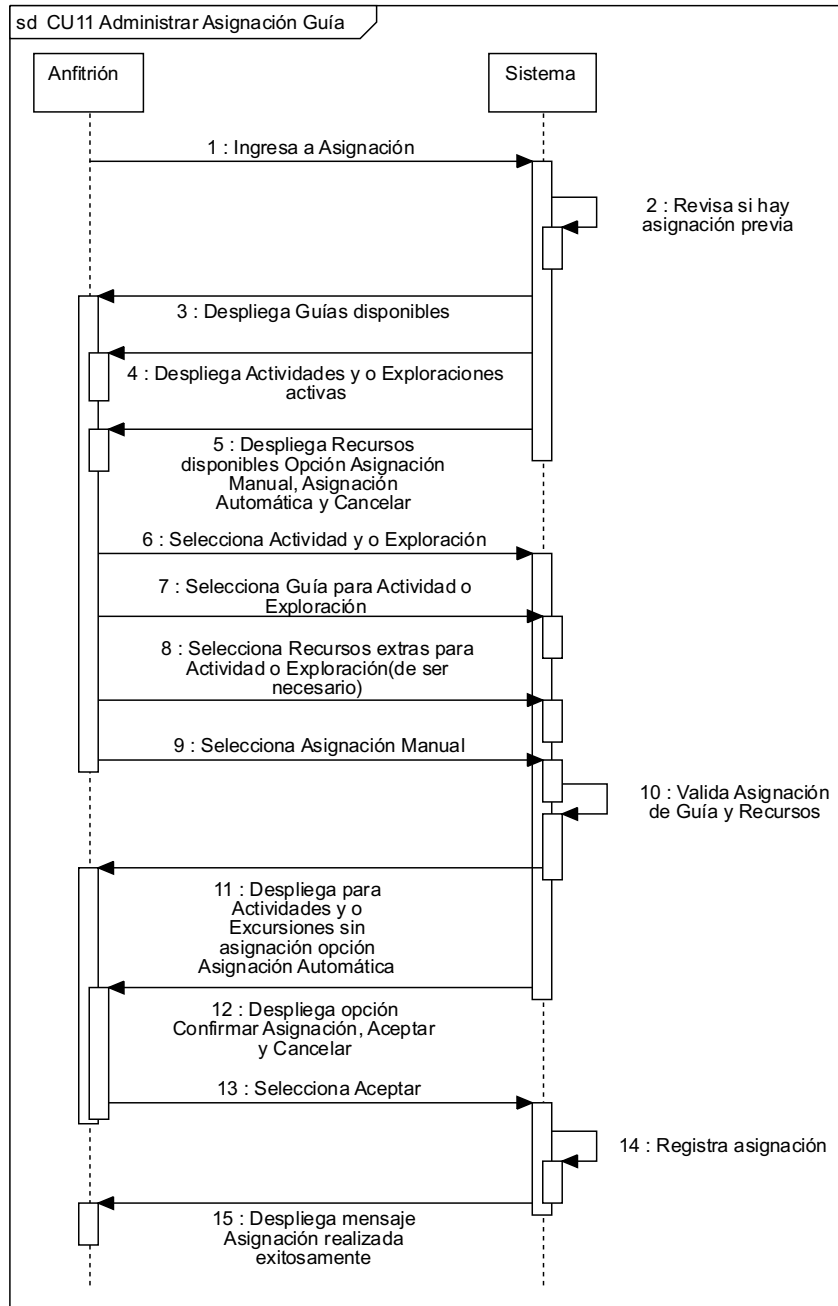 sd CU11 Administrar Asignación Guía
Anfitrión
Sistema
1 : Ingresa a Asignación
2 : Revisa si hay
asignación previa
3 : Despliega Guías disponibles
4 : Despliega Actividades y o Exploraciones
activas
5 : Despliega Recursos
disponibles Opción Asignación
Manual, Asignación
Automática y Cancelar
6 : Selecciona Actividad y o Exploración
7 : Selecciona Guía para Actividad o
Exploración
8 : Selecciona Recursos extras para
Actividad o Exploración(de ser
necesario)
9 : Selecciona Asignación Manual
10 : Valida Asignación
de Guía y Recursos
11 : Despliega para
Actividades y o
Excursiones sin
asignación opción
Asignación Automática
12 : Despliega opción
Confirmar Asignación, Aceptar
y Cancelar
13 : Selecciona Aceptar
14 : Registra asignación
15 : Despliega mensaje
Asignación realizada
exitosamente